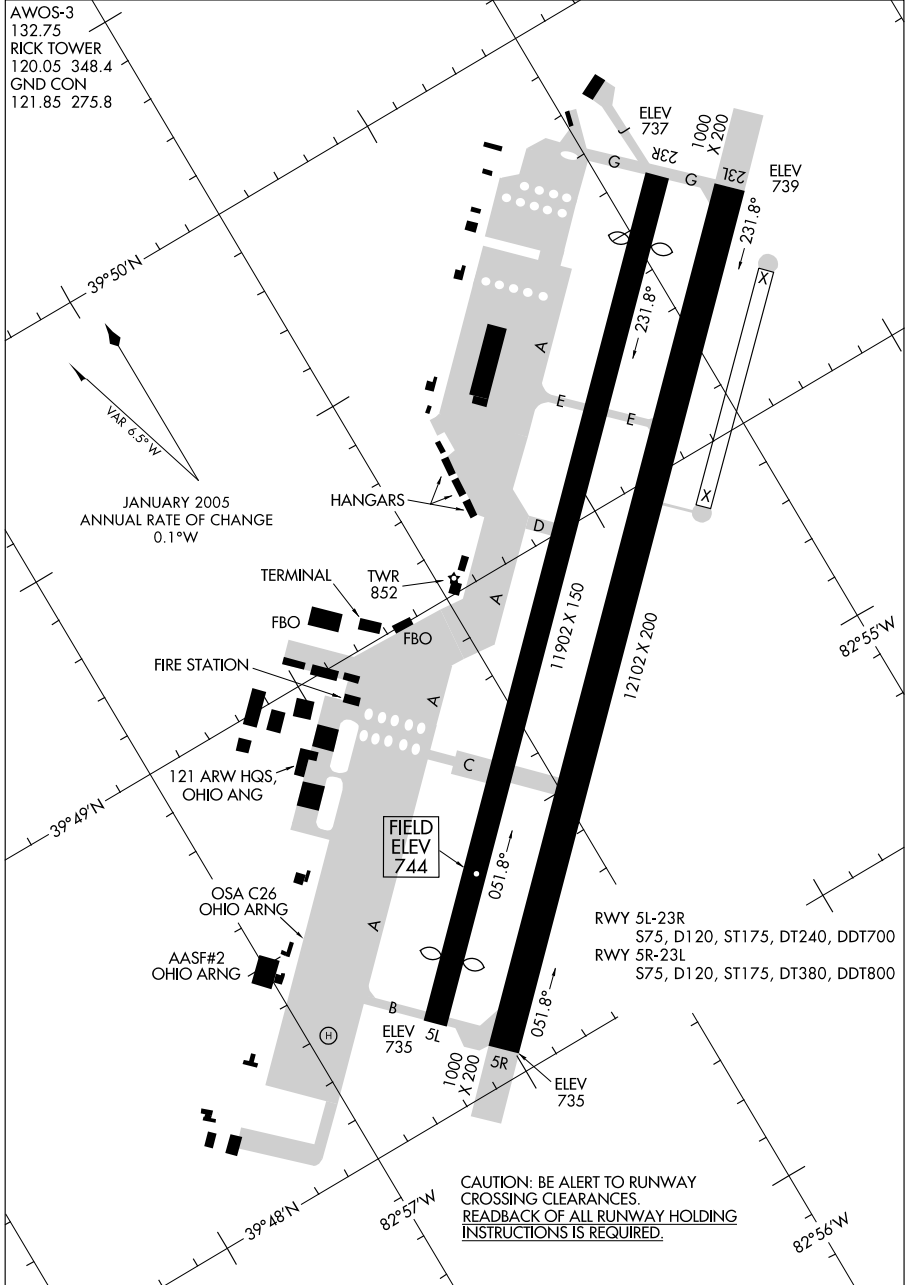 AWOS-3
132.75
RICK TOWER
120.05 348.4
GND CON
121.85 275.8
ELEV
737
1000
X 200
J
G
23R
G
23L
ELEV
739
231.8°
39°50'N
X
231.8°
A
VAR 6.5° W
E
E
JANUARY 2005
ANNUAL RATE OF CHANGE
0.1°W
HANGARS
X
D
TERMINAL
TWR
852
A
FBO
FBO
11902 X 150
12102 X 200
82°55'W
FIRE STATION
A
C
121 ARW HQS,
OHIO ANG
39°49'N
FIELD
ELEV
744
051.8°
OSA C26
OHIO ARNG
A
RWY 5L-23R
S75, D120, ST175, DT240, DDT700
RWY 5R-23L
S75, D120, ST175, DT380, DDT800
AASF#2
OHIO ARNG
B
051.8°
H
ELEV
735
5L
1000
X 200
5R
ELEV
735
CAUTION: BE ALERT TO RUNWAY
CROSSING CLEARANCES.
READBACK OF ALL RUNWAY HOLDING
INSTRUCTIONS IS REQUIRED.
39°48'N
82°57'W
82°56'W